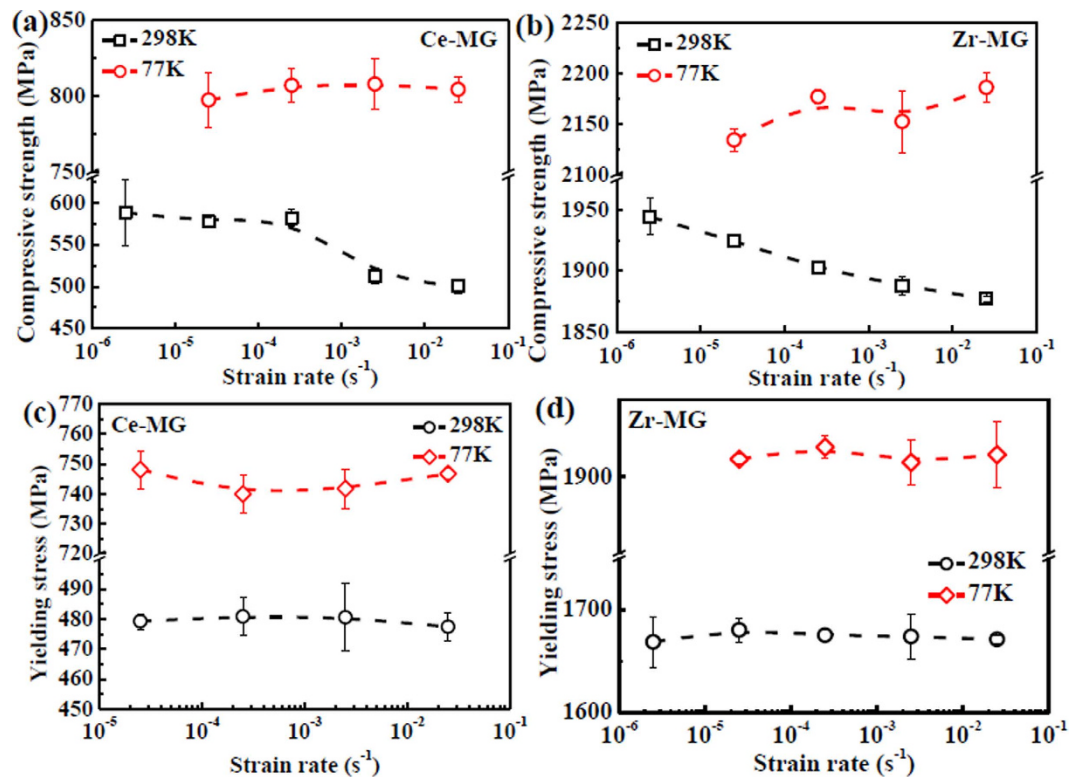 (a)
850
800
750
600
550
500
450
Compressive strength (MPa)
298K
77K
Ce-MG
10⁻⁶ 10⁻⁵ 10⁻⁴ 10⁻³ 10⁻² 10⁻¹
Strain rate (s⁻¹)
(b)
2200
2150
2100
1950
1900
1850
Compressive strength (MPa)
298K
77K
Zr-MG
10⁻⁶ 10⁻⁵ 10⁻⁴ 10⁻³ 10⁻² 10⁻¹
Strain rate (s⁻¹)
(c)
770
760
750
740
730
720
490
480
470
460
450
Yielding stress (MPa)
Ce-MG
298K
77K
10⁻⁵ 10⁻⁴ 10⁻³ 10⁻² 10⁻¹
Strain rate (s⁻¹)
(d)
1900
1700
1600
Yielding stress (MPa)
Zr-MG
298K
77K
10⁻⁶ 10⁻⁵ 10⁻⁴ 10⁻³ 10⁻² 10⁻¹
Strain rate (s⁻¹)